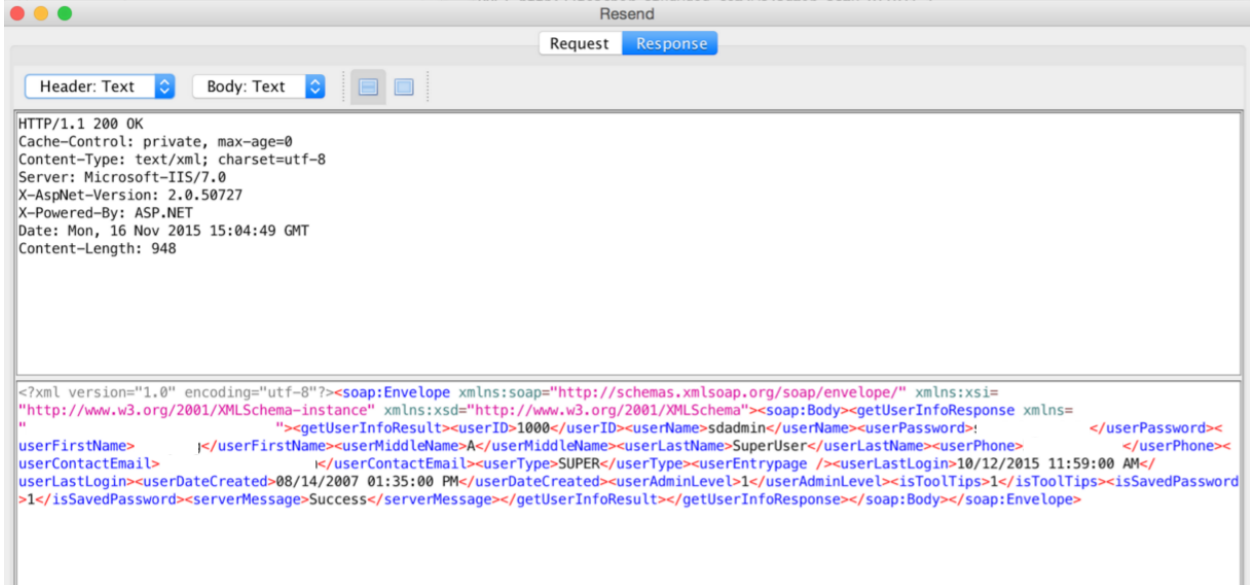 Resend
Request Response
Header: Text Body: Text
HTTP/1.1 200 OK
Cache-Control: private, max-age=0
Content-Type: text/xml; charset=utf-8
Server: Microsoft-IIS/7.0
X-AspNet-Version: 2.0.50727
X-Powered-By: ASP.NET
Date: Mon, 16 Nov 2015 15:04:49 GMT
Content-Length: 948
<?xml version="1.0" encoding="utf-8"?><soap:Envelope xmlns:soap="http://schemas.xmlsoap.org/soap/envelope/" xmlns:xsi=
"http://www.w3.org/2001/XMLSchema-instance" xmlns:xsd="http://www.w3.org/2001/XMLSchema"><soap:Body><getUserInfoResponse xmlns=
" "><getUserInfoResult><userID>1000</userID><userName>sdadmin</userName><userPassword> </userPassword><
userFirstName> </userFirstName><userMiddleName>A</userMiddleName><userLastName>SuperUser</userLastName><userPhone> </userPhone><
userContactEmail> </userContactEmail><userType>SUPER</userType><userEntrypage /><userLastLogin>10/12/2015 11:59:00 AM</
userLastLogin><userDateCreated>08/14/2007 01:35:00 PM</userDateCreated><userAdminLevel>1</userAdminLevel><isToolTips>1</isToolTips><isSavedPassword
>1</isSavedPassword><serverMessage>Success</serverMessage></getUserInfoResult></getUserInfoResponse></soap:Body></soap:Envelope>